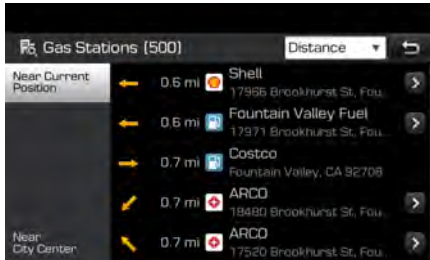 Gas Stations (500)
Distance
Near Current
Position
0.6 mi Shell
17966 Brookhurst St, Fou..
0.6 mi Fountain Valley Fuel
17971 Brookhurst St, Fou..
0.7 mi Costco
Fountain Valley, CA 92708
0.7 mi ARCO
18480 Brookhurst St, Fou..
Near
City Center
0.7 mi ARCO
17520 Brookhurst St, Fou..